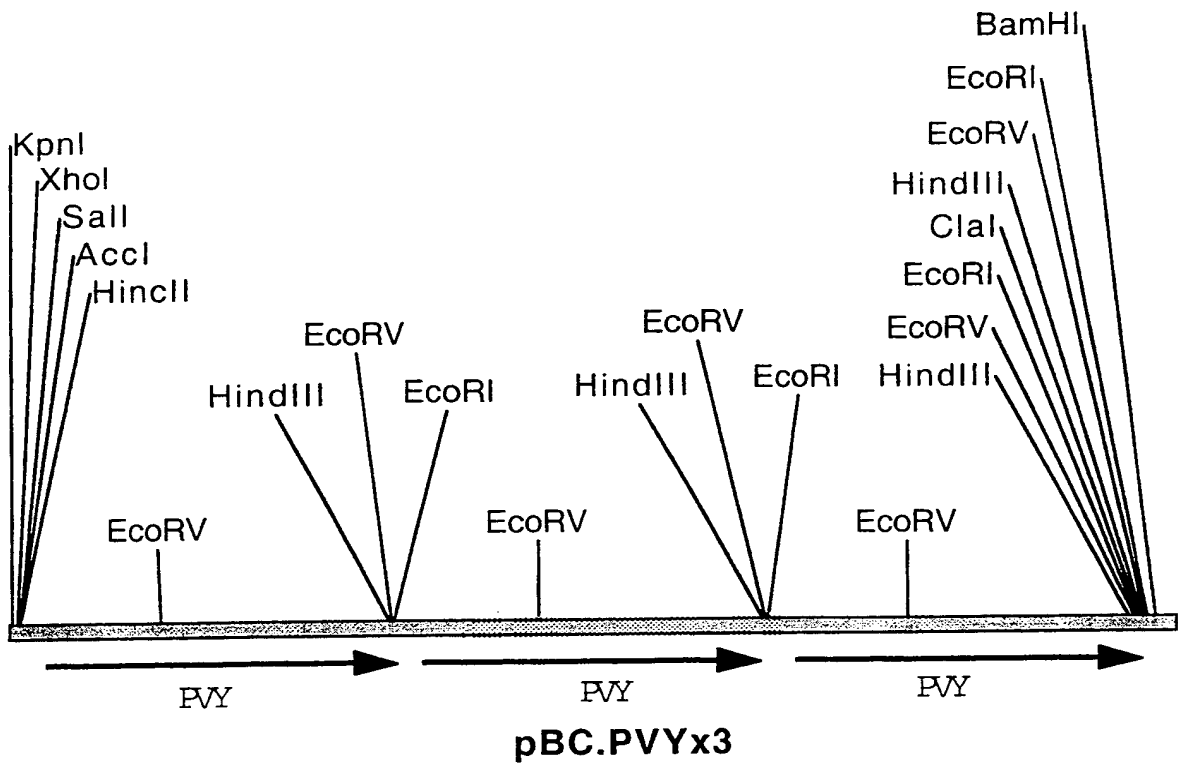 BamHI
EcoRI
EcoRV
HindIII
ClaI
EcoRI
EcoRV
HindIII
KpnI
XhoI
SalI
AccI
HincII
HindIII
EcoRV
EcoRI
HindIII
EcoRV
EcoRI
EcoRV
EcoRV
EcoRV
PVY
PVY
PVY
pBC.PVYx3